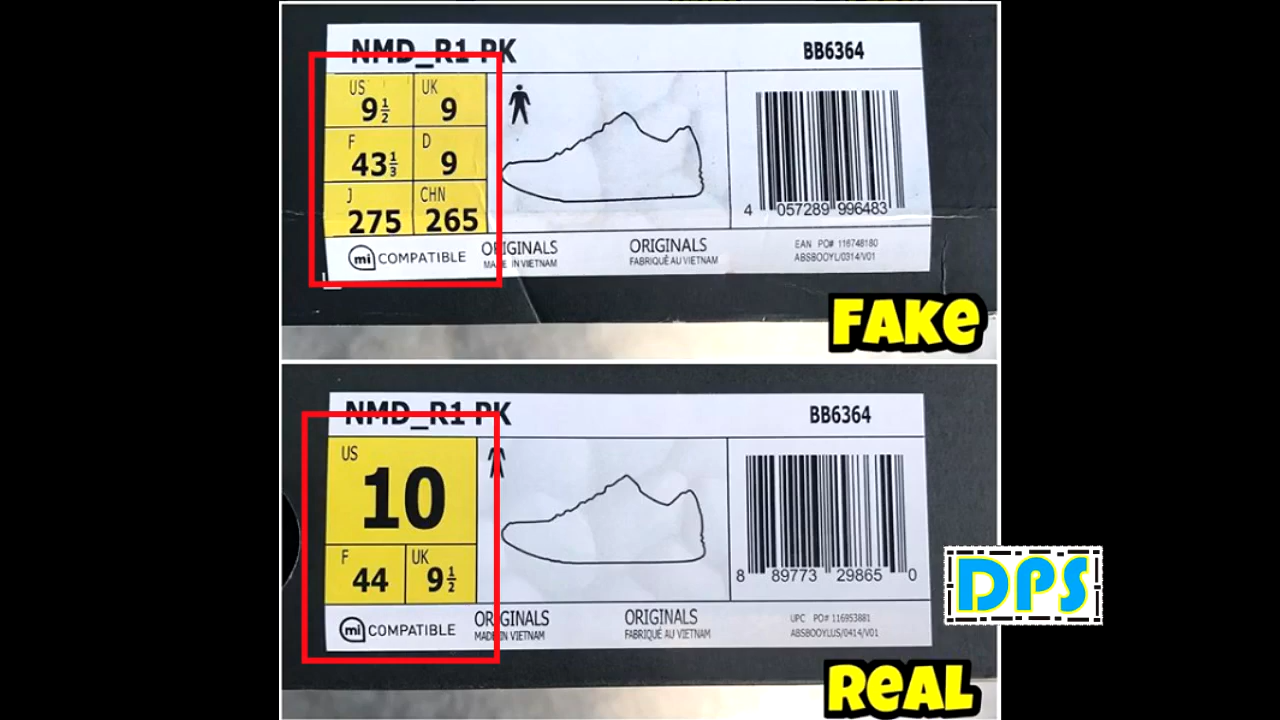 NMD_R1 PK
BB6364
US 9½ UK 9
F 43⅓ D 9
J 275 CHN 265
4 057289 996483
mi COMPATIBLE
ORIGINALS
MADE IN VIETNAM
ORIGINALS
FABRIQUÉ AU VIETNAM
EAN PO# 116748180
ABSBOOYL/0314/V01
FAKE
NMD_R1 PK
BB6364
US
10
F 44 UK 9½
8 89773 29865 0
mi COMPATIBLE
ORIGINALS
MADE IN VIETNAM
ORIGINALS
FABRIQUÉ AU VIETNAM
UPC PO# 116953881
ABSBOOYLUS/0414/V01
DPS
REAL